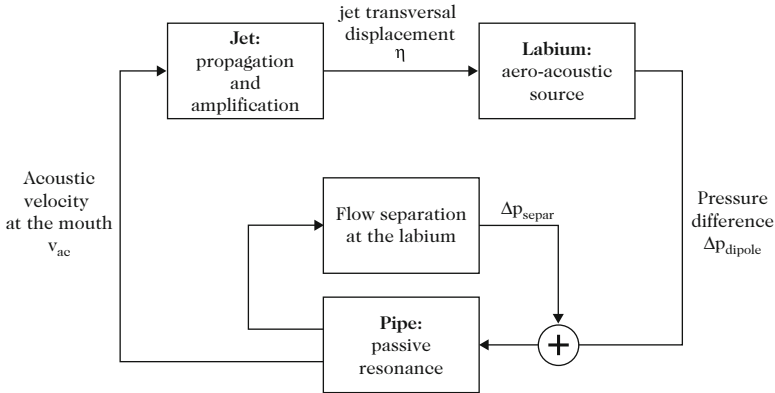 Jet:
propagation
and
amplification
jet transversal
displacement
η
Labium:
aero-acoustic
source
Acoustic
velocity
at the mouth
v_ac
Flow separation
at the labium
Δp_separ
Pressure
difference
Δp_dipole
Pipe:
passive
resonance
+